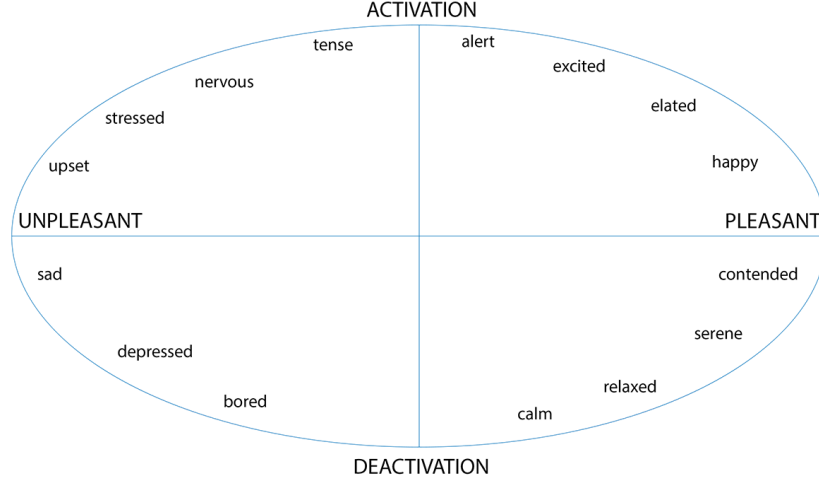 ACTIVATION
tense
alert
excited
nervous
elated
stressed
upset
happy
UNPLEASANT
PLEASANT
sad
contended
serene
depressed
relaxed
bored
calm
DEACTIVATION